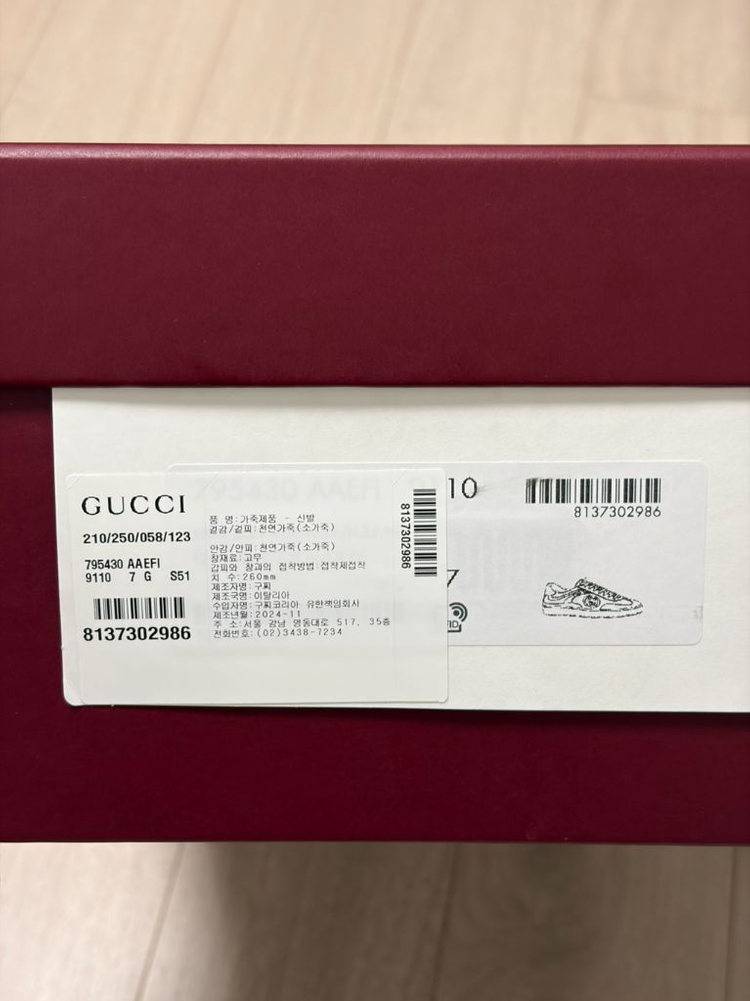 GUCCI
210/250/058/123
795430 AAEFI
9110 7 G S51
8137302986
품 명:가죽제품 - 신발
겉감/겉피:천연가죽(소가죽)
안감/안피:천연가죽(소가죽)
창재료:고무
갑피와 창과의 접착방법:접착제접착
치 수:260mm
제조자명:구찌
제조국명:이탈리아
수입자명:구찌코리아 유한책임회사
제조년월:2024-11
주 소:서울 강남 영동대로 517, 35층
전화번호:(02)3438-7234
8137302986
795430 AAEFI 9110
8137302986
7